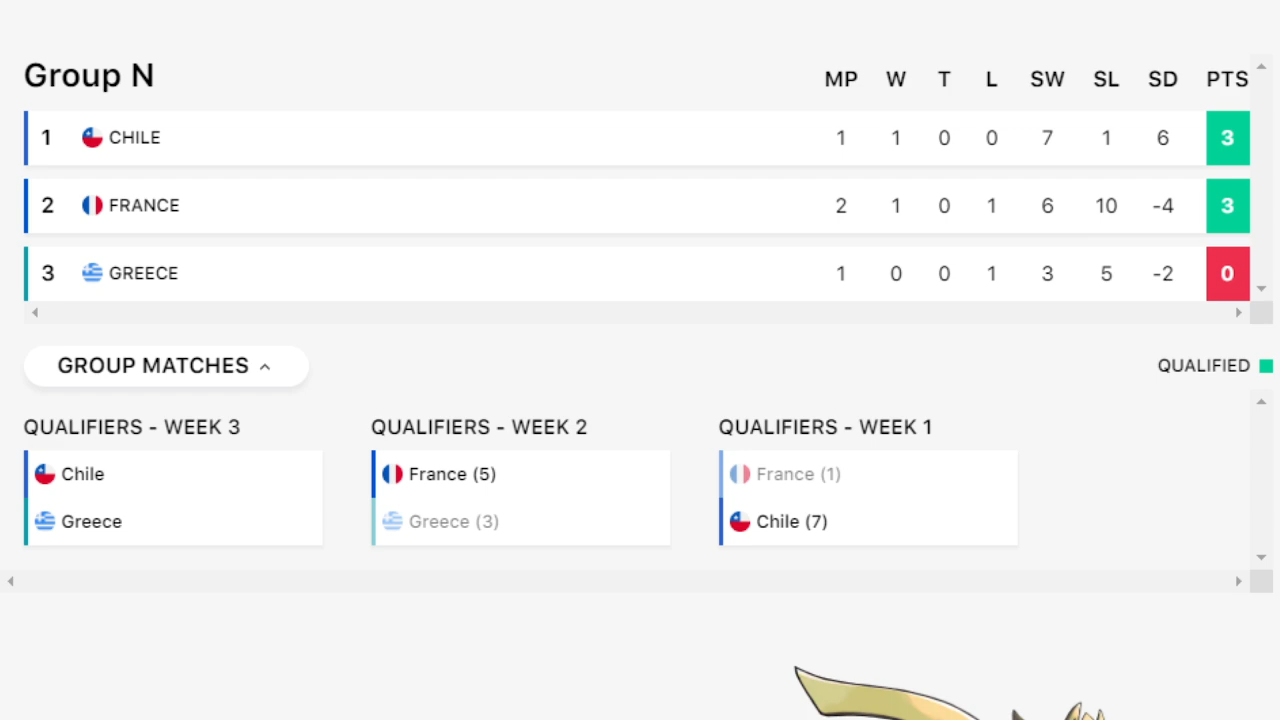 Group N MP W T L SW SL SD PTS
1 CHILE 1 1 0 0 7 1 6 3
2 FRANCE 2 1 0 1 6 10 -4 3
3 GREECE 1 0 0 1 3 5 -2 0
GROUP MATCHES QUALIFIED
QUALIFIERS - WEEK 3 QUALIFIERS - WEEK 2 QUALIFIERS - WEEK 1
Chile France (5) France (1)
Greece Greece (3) Chile (7)